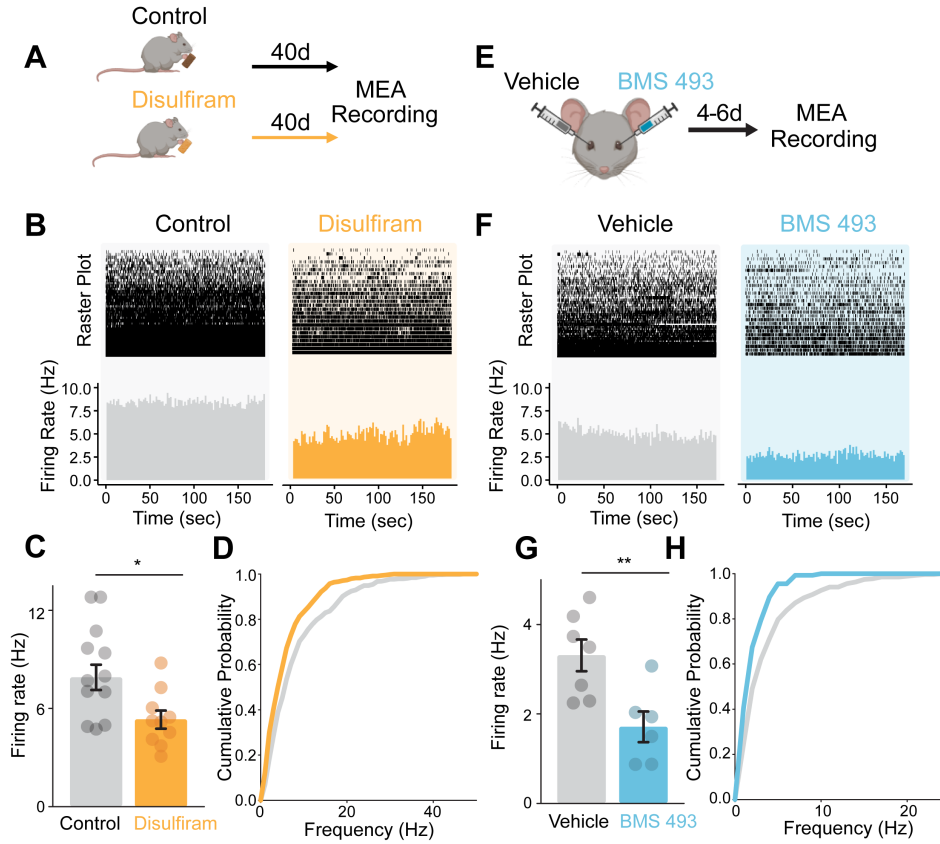 A
Control
40d
Disulfiram
40d
MEA
Recording
E
Vehicle
BMS 493
4-6d
MEA
Recording
B
Control
Disulfiram
Raster Plot
Firing Rate (Hz)
10.0
7.5
5.0
2.5
0.0
0
50
100
150
0
50
100
150
Time (sec)
Time (sec)
F
Vehicle
BMS 493
Raster Plot
Firing Rate (Hz)
10.0
7.5
5.0
2.5
0.0
0
50
100
150
0
50
100
150
Time (sec)
Time (sec)
C
*
Firing rate (Hz)
12
6
0
Control
Disulfiram
D
Cumulative Probability
1.0
0.8
0.6
0.4
0.2
0.0
0
20
40
Frequency (Hz)
G
**
Firing rate (Hz)
4
2
0
Vehicle
BMS 493
H
Cumulative Probability
1.0
0.8
0.6
0.4
0.2
0.0
0
10
20
Frequency (Hz)